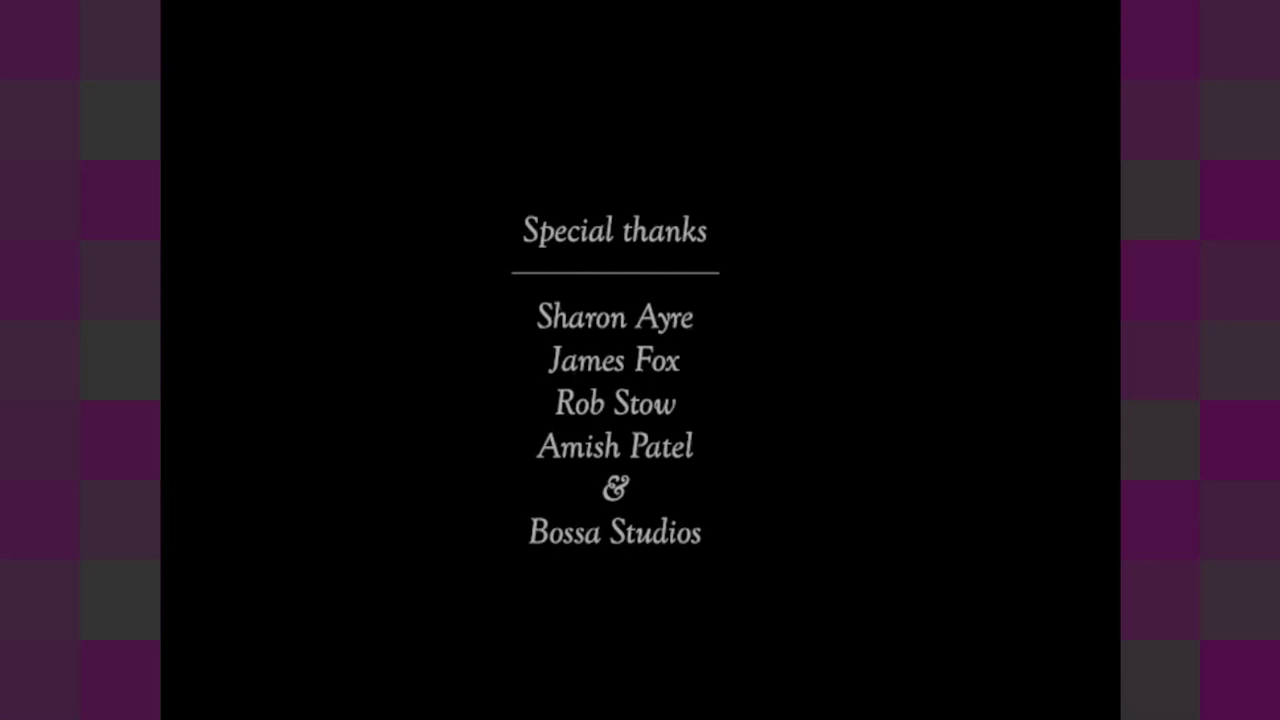 Special thanks
Sharon Ayre
James Fox
Rob Stow
Amish Patel
&
Bossa Studios